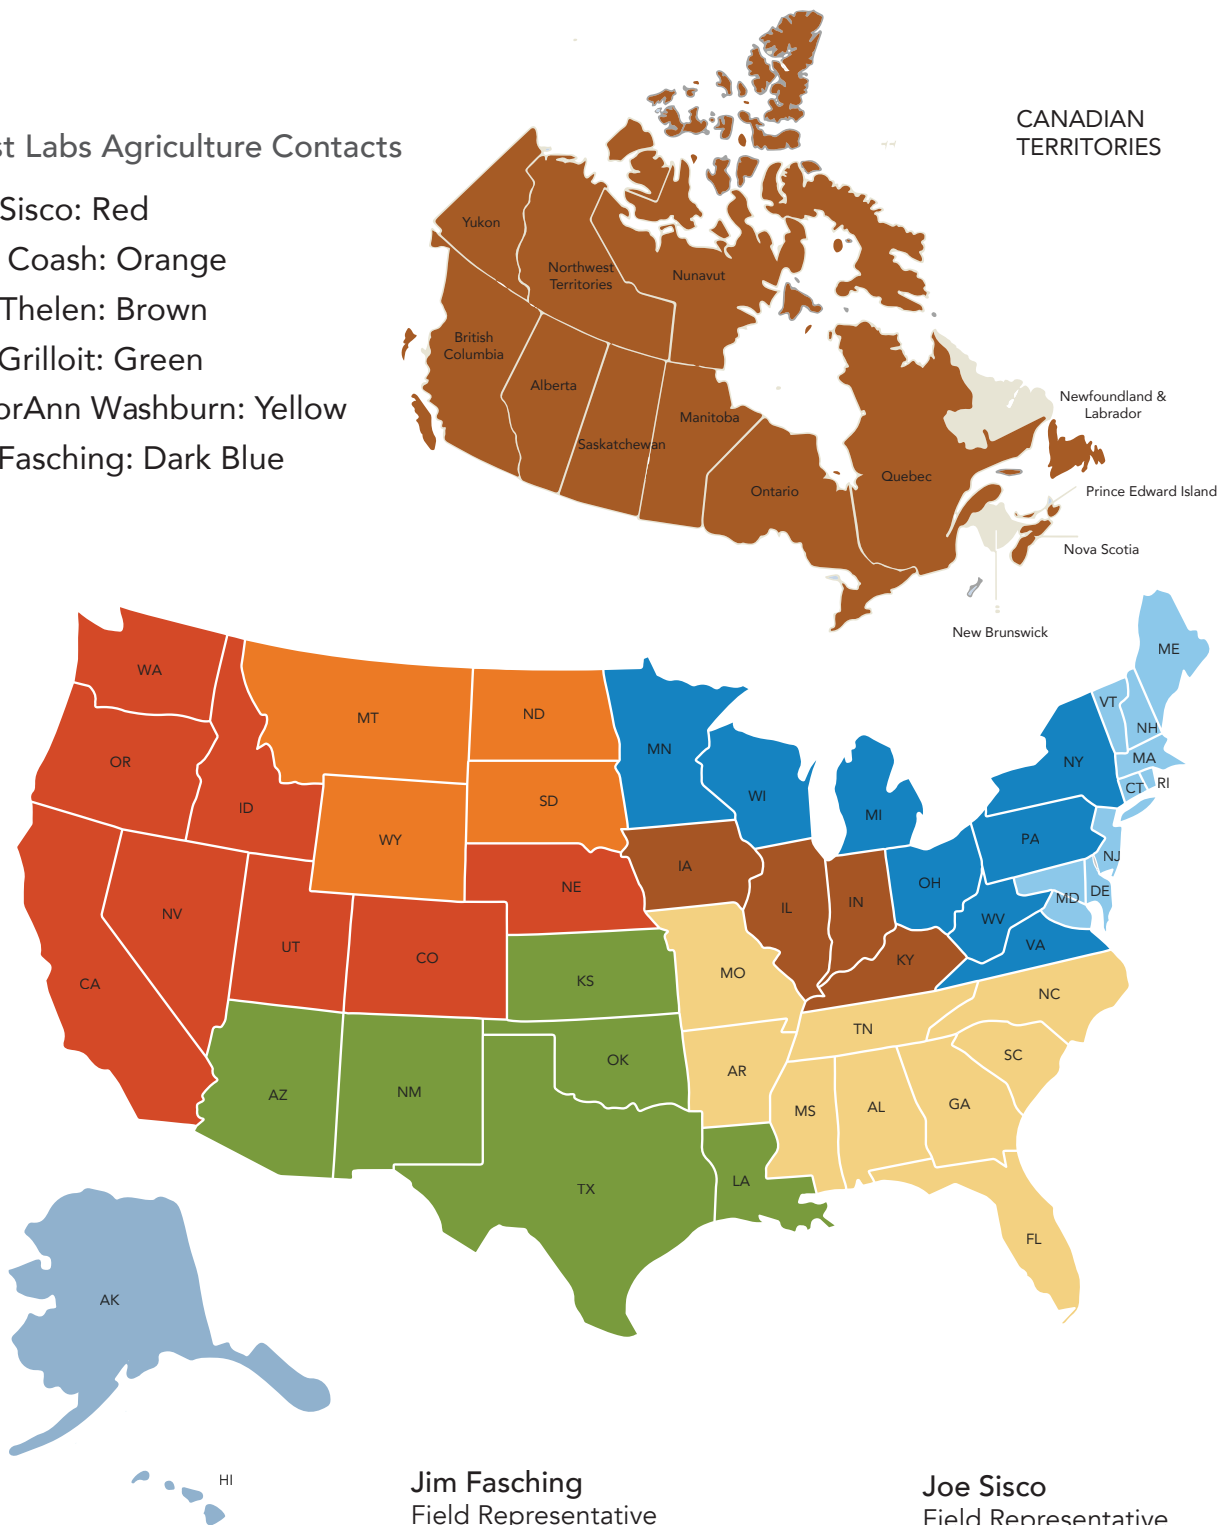 CANADIAN
TERRITORIES
st Labs Agriculture Contacts
Sisco: Red
Coash: Orange
Thelen: Brown
Grilloit: Green
orAnn Washburn: Yellow
Fasching: Dark Blue
Yukon
Northwest
Territories
Nunavut
British
Columbia
Alberta
Saskatchewan
Manitoba
Ontario
Quebec
Newfoundland &
Labrador
Prince Edward Island
Nova Scotia
New Brunswick
WA
OR
ID
MT
ND
SD
WY
MN
WI
MI
NY
VT
NH
ME
MA
CT
RI
PA
NJ
DE
MD
OH
WV
VA
IA
IL
IN
KY
NE
NV
UT
CO
CA
KS
MO
TN
NC
SC
AZ
NM
OK
AR
MS
AL
GA
TX
LA
FL
AK
HI
Jim Fasching
Field Representative
Joe Sisco
Field Representative